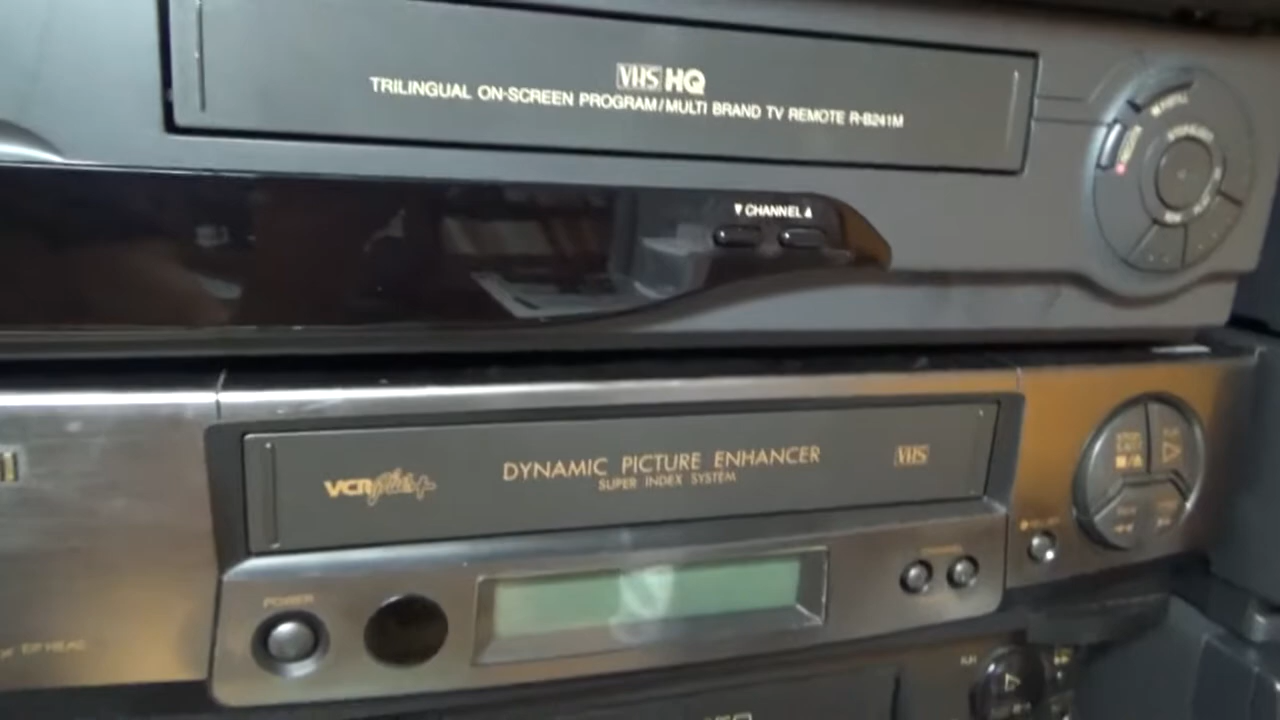 VHS HQ
TRILINGUAL ON-SCREEN PROGRAM/MULTI BRAND TV REMOTE R-B241M
▼ CHANNEL ▲
VCR Plus+
DYNAMIC PICTURE ENHANCER
SUPER INDEX SYSTEM
VHS
POWER